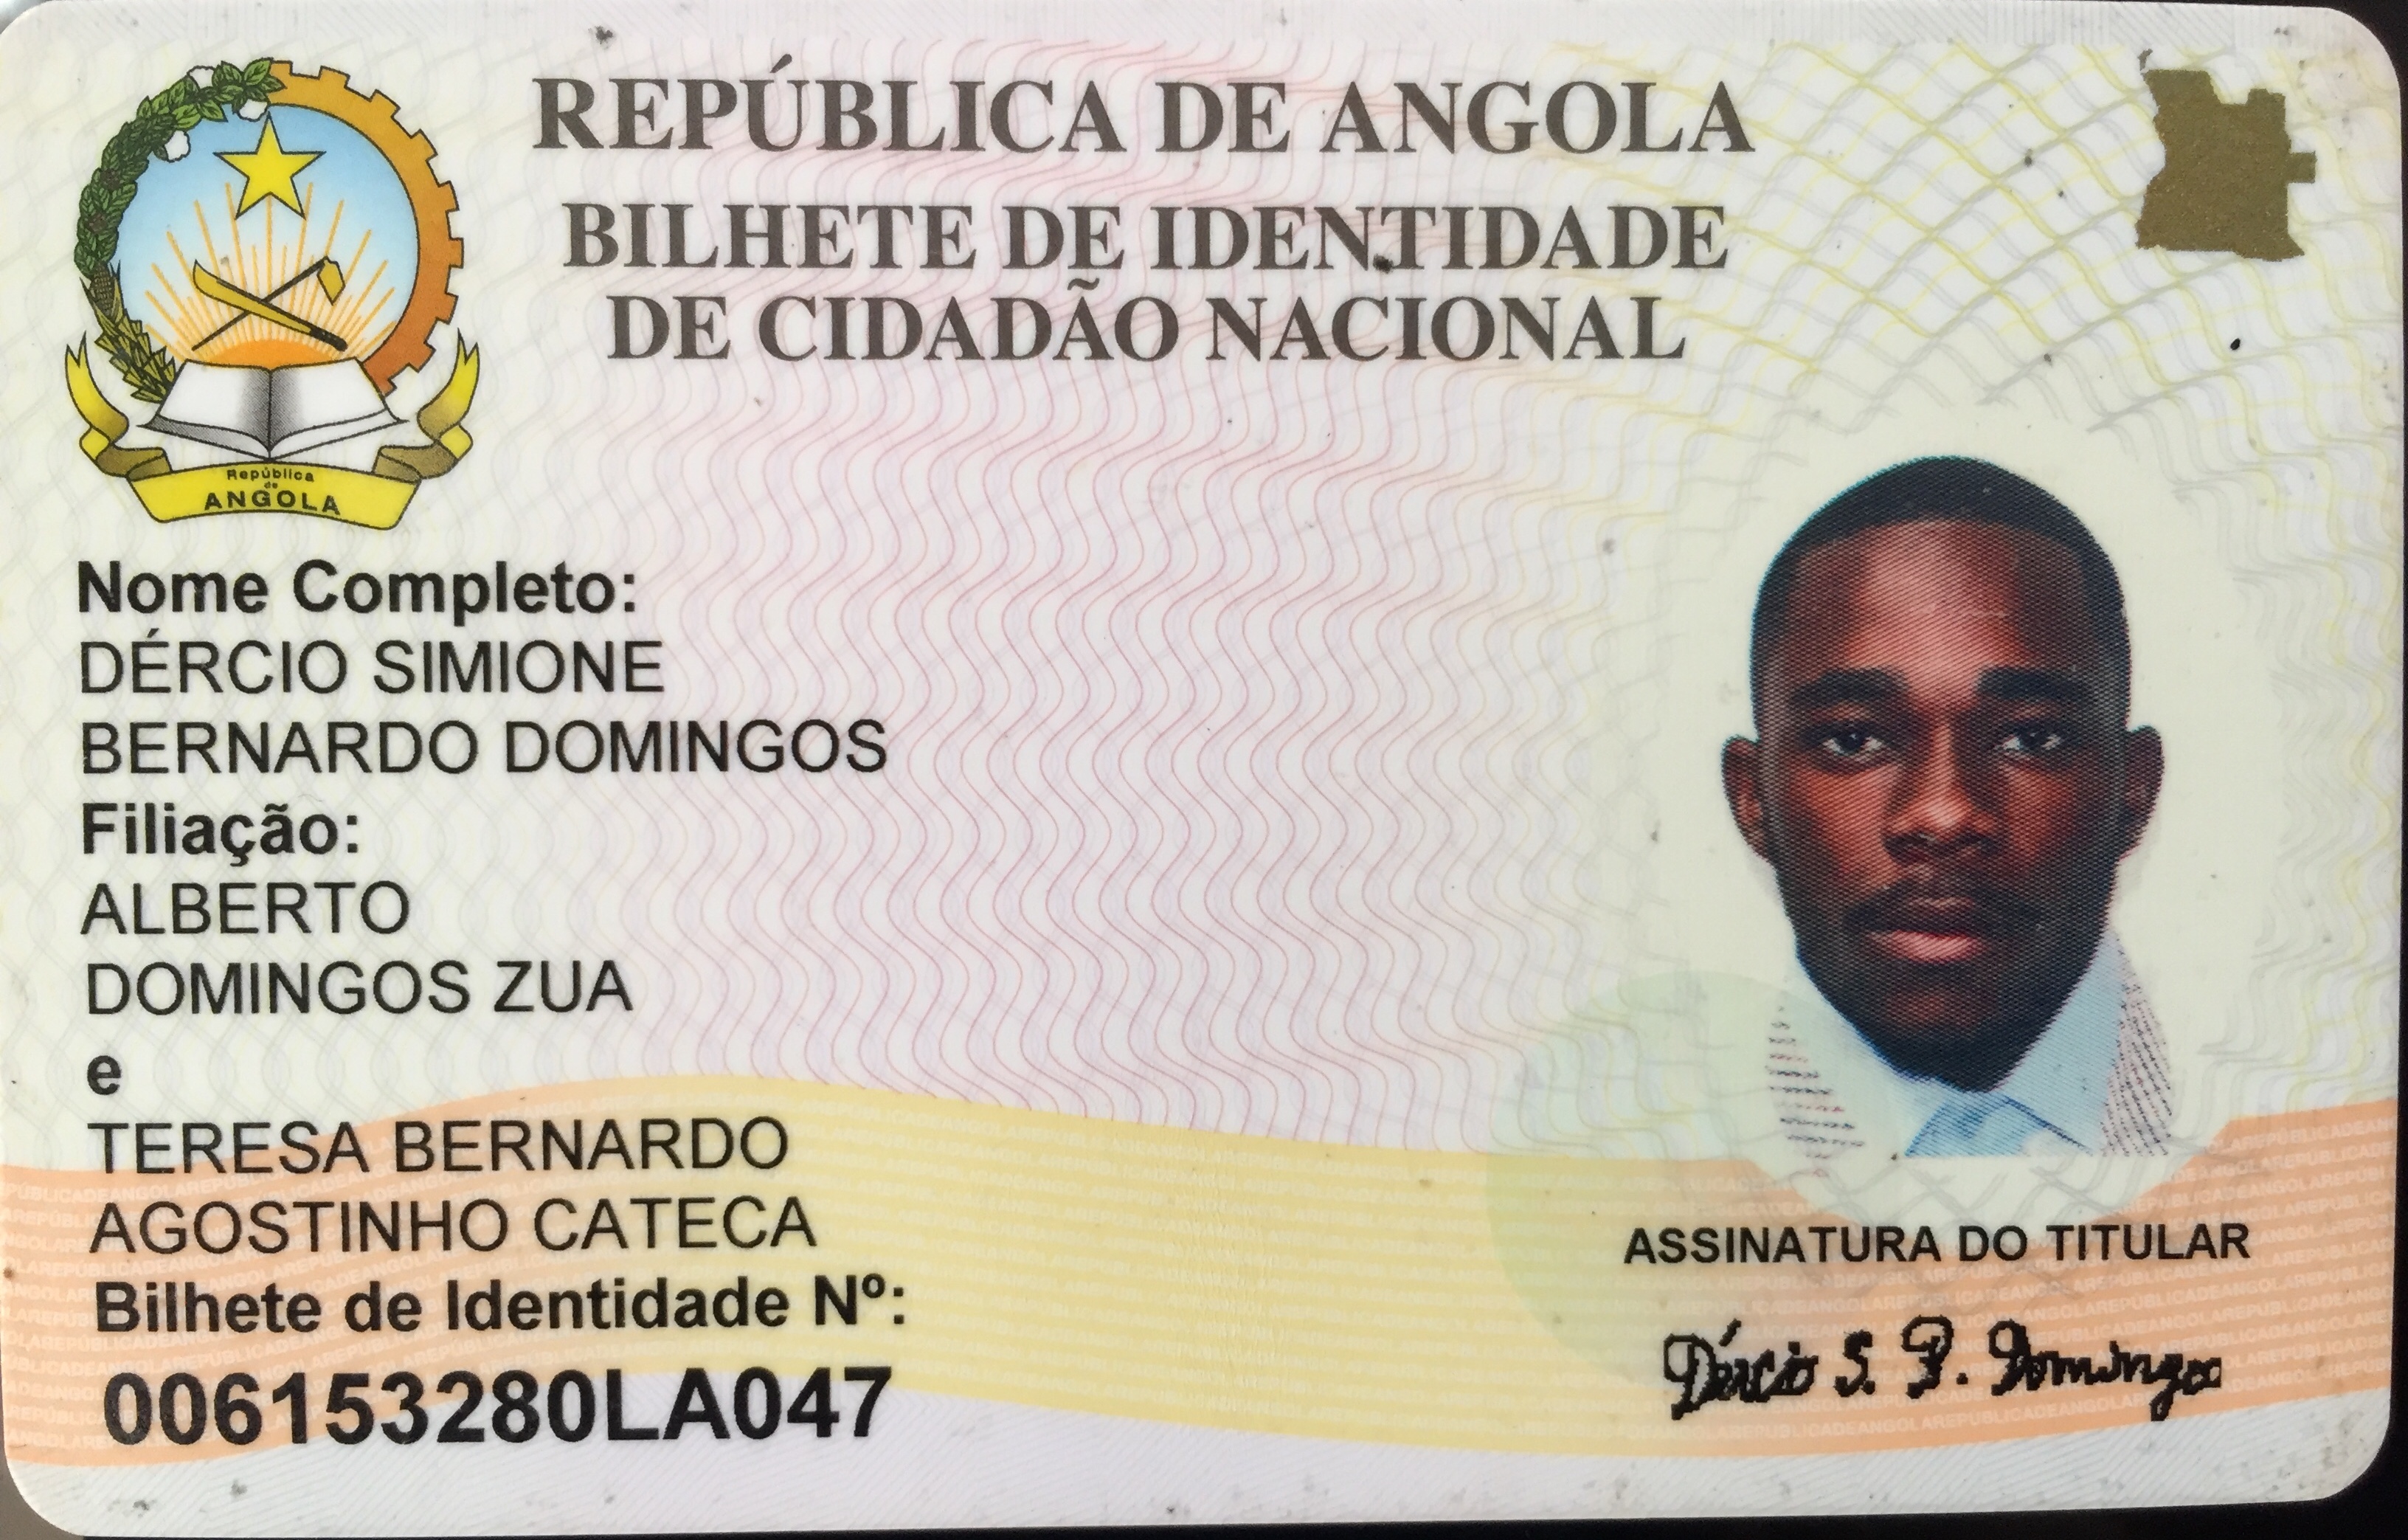 REPÚBLICA DE ANGOLA
BILHETE DE IDENTIDADE
DE CIDADÃO NACIONAL
República
de
ANGOLA
Nome Completo:
DÉRCIO SIMIONE
BERNARDO DOMINGOS
Filiação:
ALBERTO
DOMINGOS ZUA
e
TERESA BERNARDO
AGOSTINHO CATECA
Bilhete de Identidade Nº:
006153280LA047
ASSINATURA DO TITULAR
Dércio S. B. Domingos